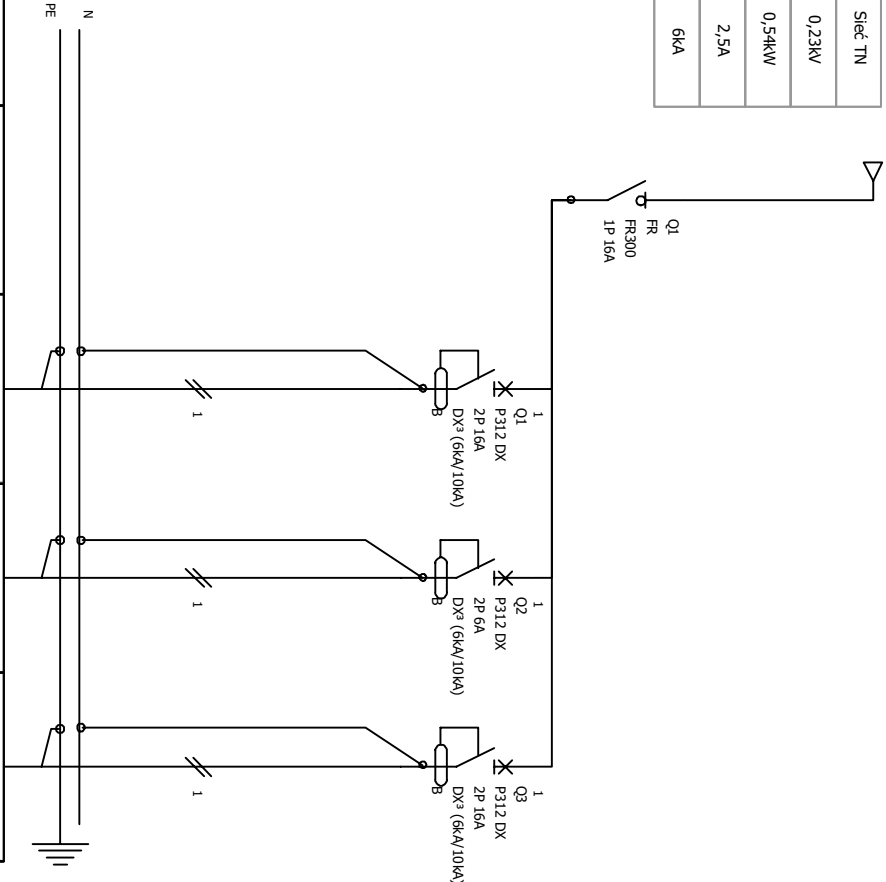 Sieć TN
0,23kV
0,54kW
2,5A
6kA
Q1
FR
FR300
1P 16A
1
Q1
P312 DX
2P 16A
DX³ (6kA/10kA)
B
1
1
Q2
P312 DX
2P 6A
DX³ (6kA/10kA)
B
1
1
Q3
P312 DX
2P 16A
DX³ (6kA/10kA)
B
1
N
PE